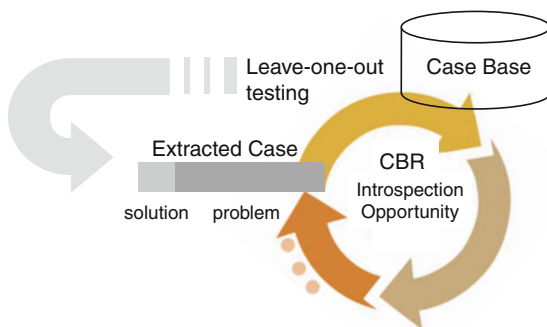 Leave-one-out
testing
Case Base
Extracted Case
solution problem
CBR
Introspection
Opportunity